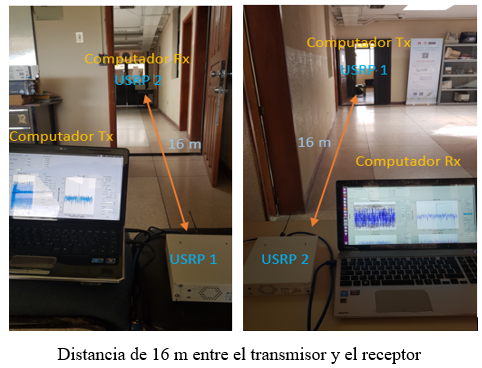 Computador Rx
USRP 2
Computador Tx
16 m
USRP 1
Computador Tx
USRP 1
16 m
Computador Rx
USRP 2
Distancia de 16 m entre el transmisor y el receptor